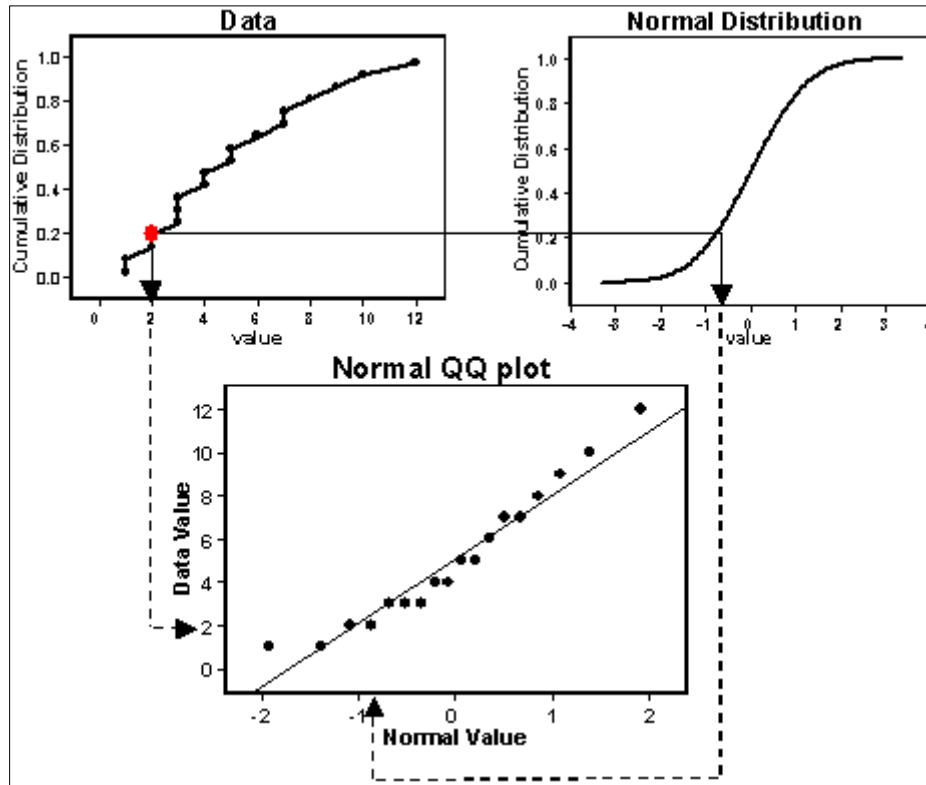 Data
Normal Distribution
Cumulative Distribution
1.0
0.8
0.6
0.4
0.2
0.0
0 2 4 6 8 10 12
value
Cumulative Distribution
1.0
0.8
0.6
0.4
0.2
0.0
-4 -3 -2 -1 0 1 2 3 4
value
Normal QQ plot
Data Value
12
10
8
6
4
2
0
-2 -1 0 1 2
Normal Value